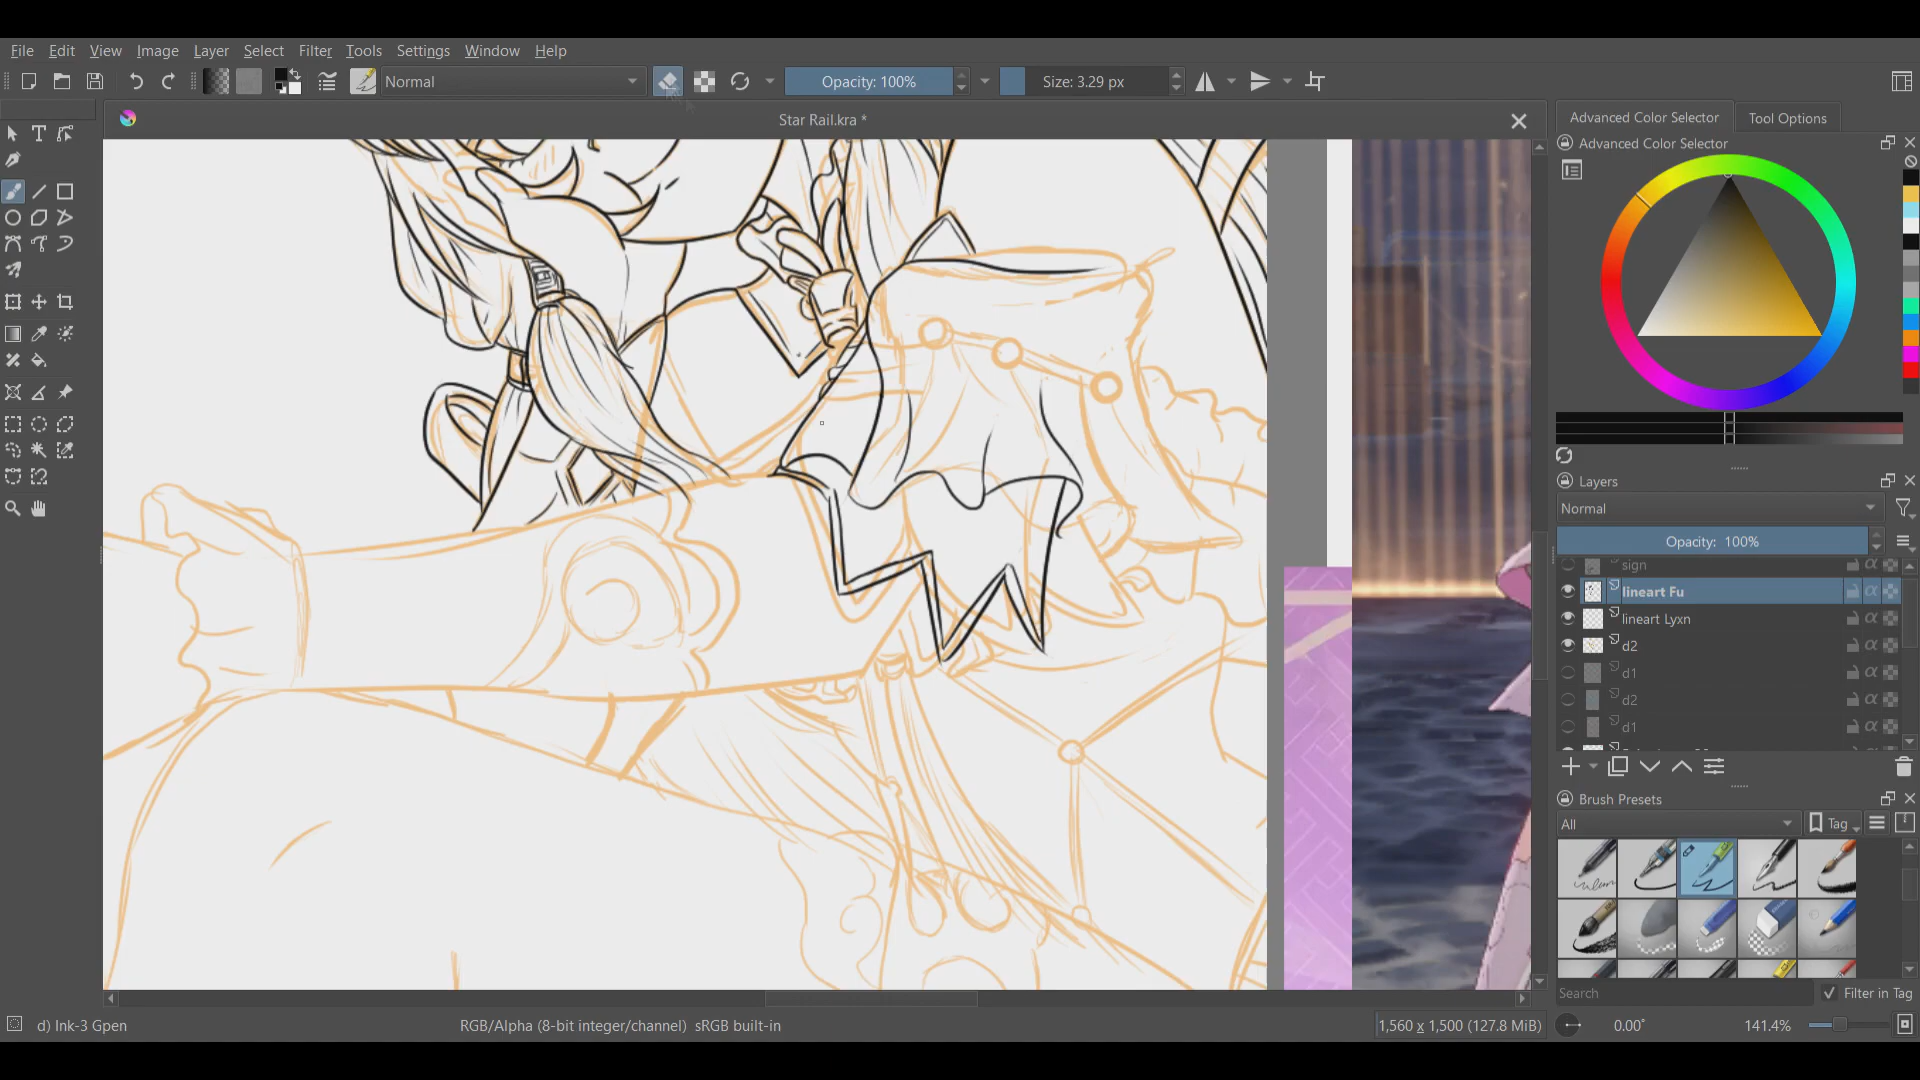 File Edit View Image Layer Select Filter Tools Settings Window Help
Normal Opacity: 100% Size: 3.29 px
Star Rail.kra *
Advanced Color Selector Tool Options
Advanced Color Selector
Layers
Normal
Opacity: 100%
sign
lineart Fu
lineart Lyxn
d2
d1
d2
d1
Brush Presets
All Tag
Search Filter in Tag
d) Ink-3 Gpen RGB/Alpha (8-bit integer/channel) sRGB built-in 1,560 x 1,500 (127.8 MiB) 0.00° 141.4%